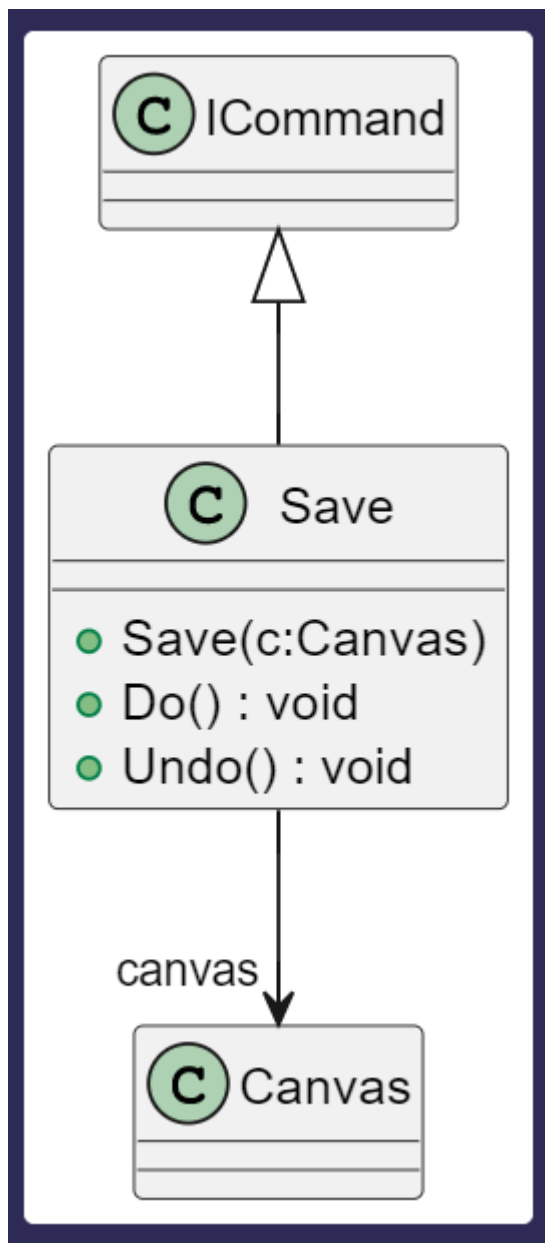 C ICommand
C Save
Save(c:Canvas)
Do() : void
Undo() : void
canvas
C Canvas